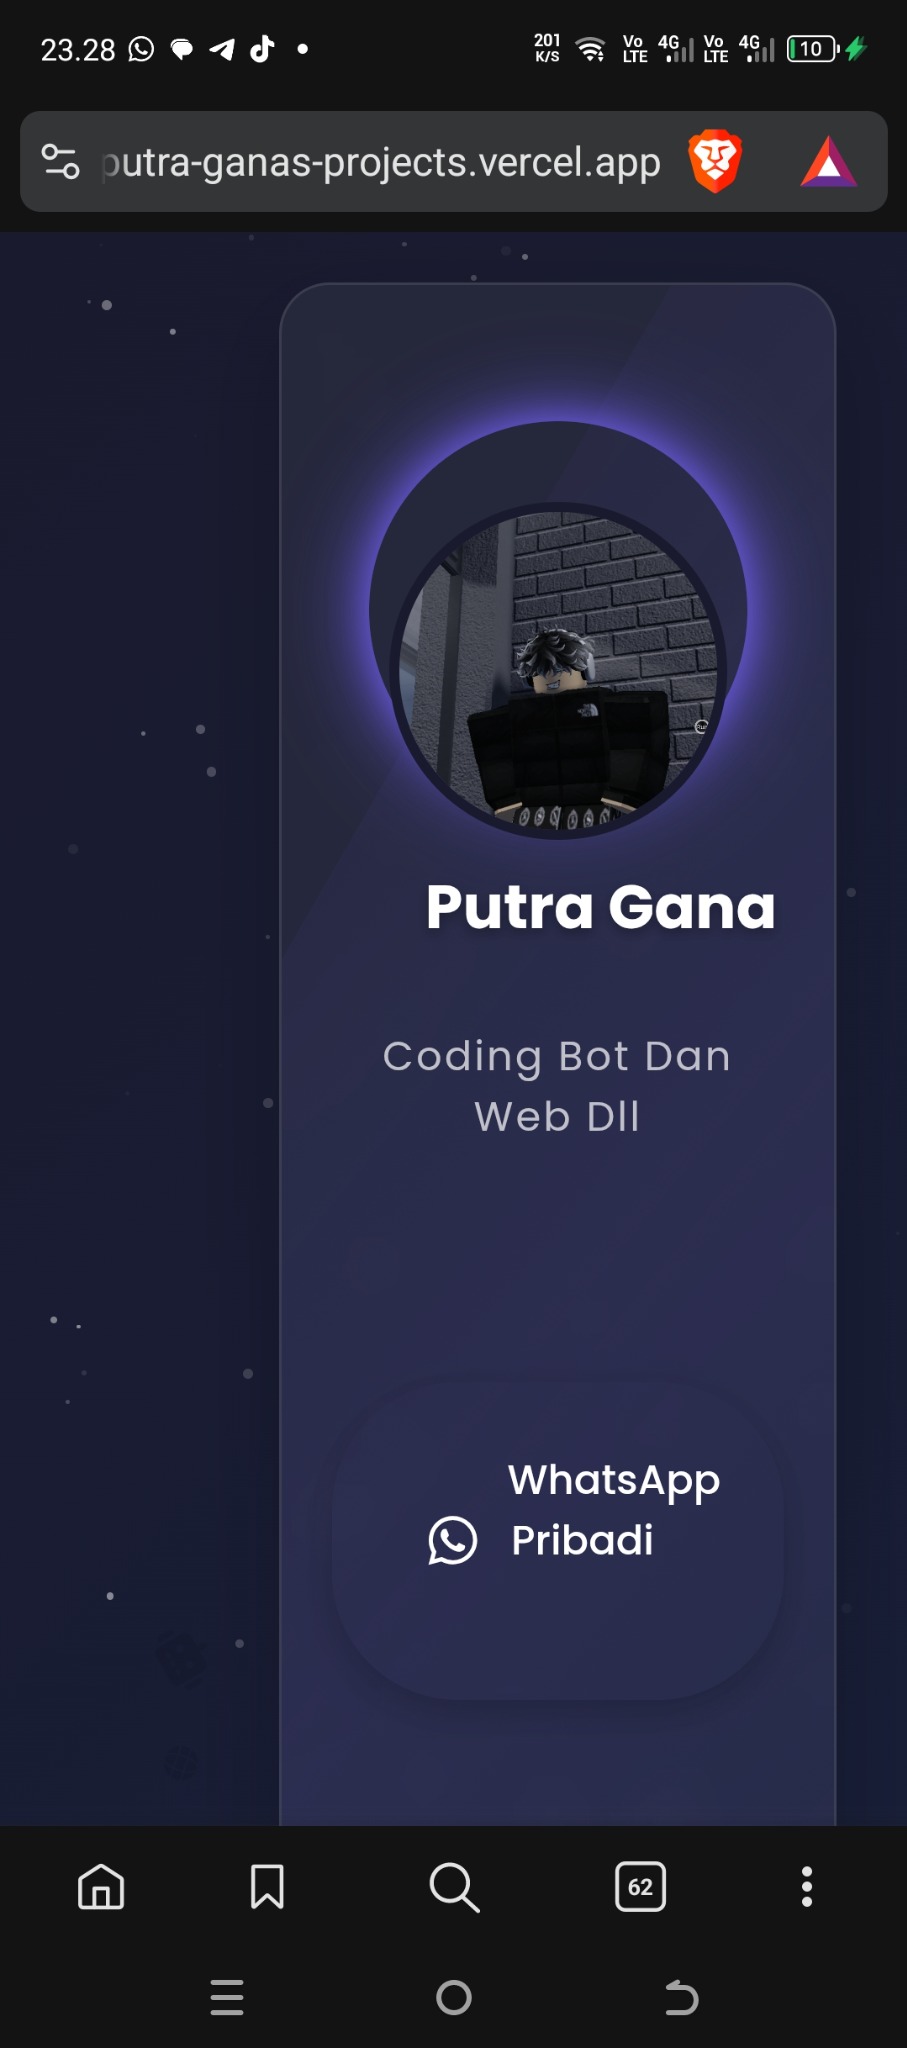 23.28
201 K/S
Vo LTE
4G
Vo LTE
4G
10
putra-ganas-projects.vercel.app
Putra Gana
Coding Bot Dan
Web Dll
WhatsApp
Pribadi
62